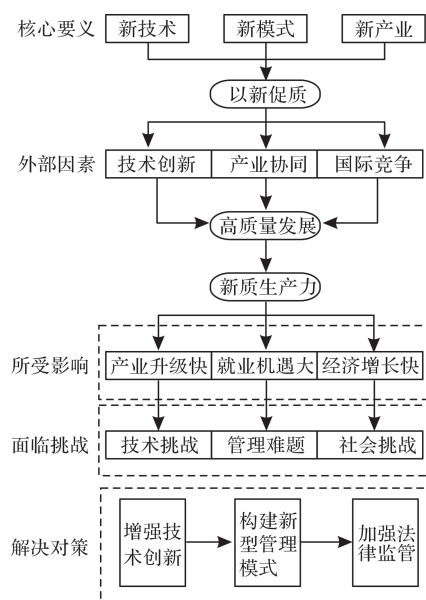 核心要义 新技术 新模式 新产业
以新促质
外部因素 技术创新 产业协同 国际竞争
高质量发展
新质生产力
所受影响 产业升级快 就业机遇大 经济增长快
面临挑战 技术挑战 管理难题 社会挑战
解决对策
增强技
术创新
构建新
型管理
模式
加强法
律监管